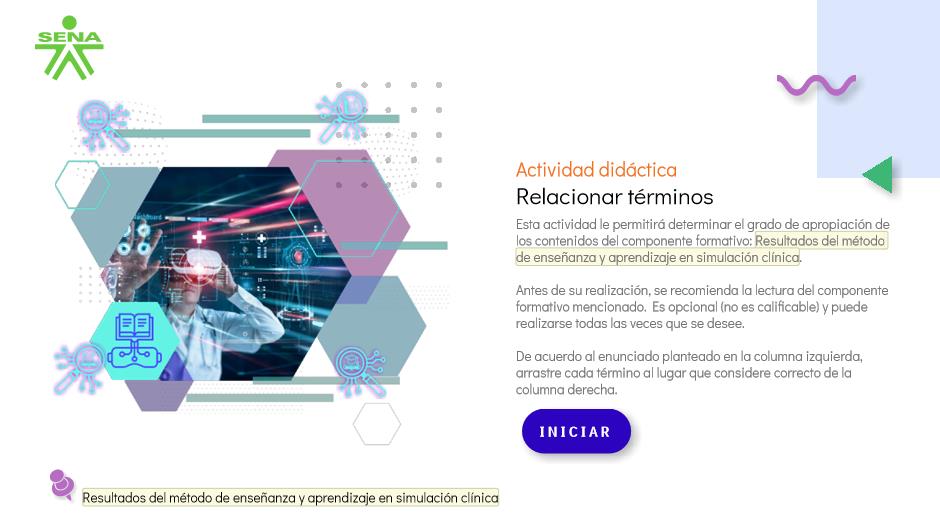 SENA
Actividad didáctica
Relacionar términos
Esta actividad le permitirá determinar el grado de apropiación de
los contenidos del componente formativo: Resultados del método
de enseñanza y aprendizaje en simulación clínica.
Antes de su realización, se recomienda la lectura del componente
formativo mencionado. Es opcional (no es calificable) y puede
realizarse todas las veces que se desee.
De acuerdo al enunciado planteado en la columna izquierda,
arrastre cada término al lugar que considere correcto de la
columna derecha.
INICIAR
Resultados del método de enseñanza y aprendizaje en simulación clínica